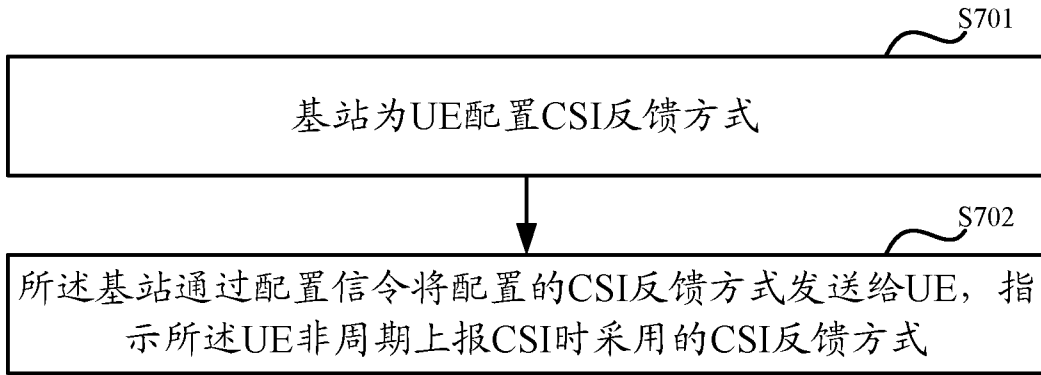 S701
基站为UE配置CSI反馈方式
S702
所述基站通过配置信令将配置的CSI反馈方式发送给UE，指
示所述UE非周期上报CSI时采用的CSI反馈方式